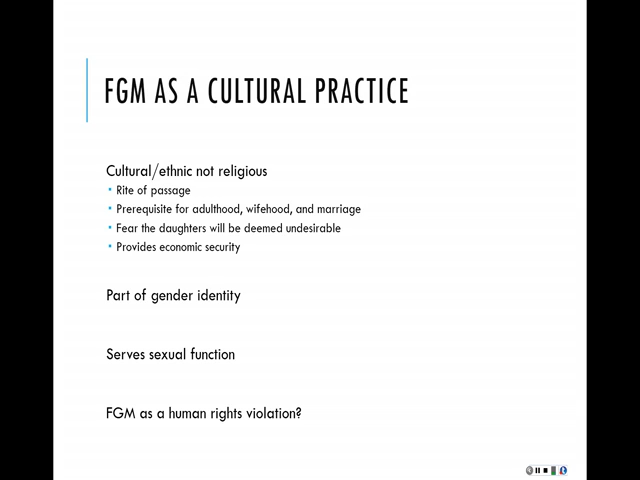 FGM AS A CULTURAL PRACTICE
Cultural/ethnic not religious
• Rite of passage
• Prerequisite for adulthood, wifehood, and marriage
• Fear the daughters will be deemed undesirable
• Provides economic security
Part of gender identity
Serves sexual function
FGM as a human rights violation?